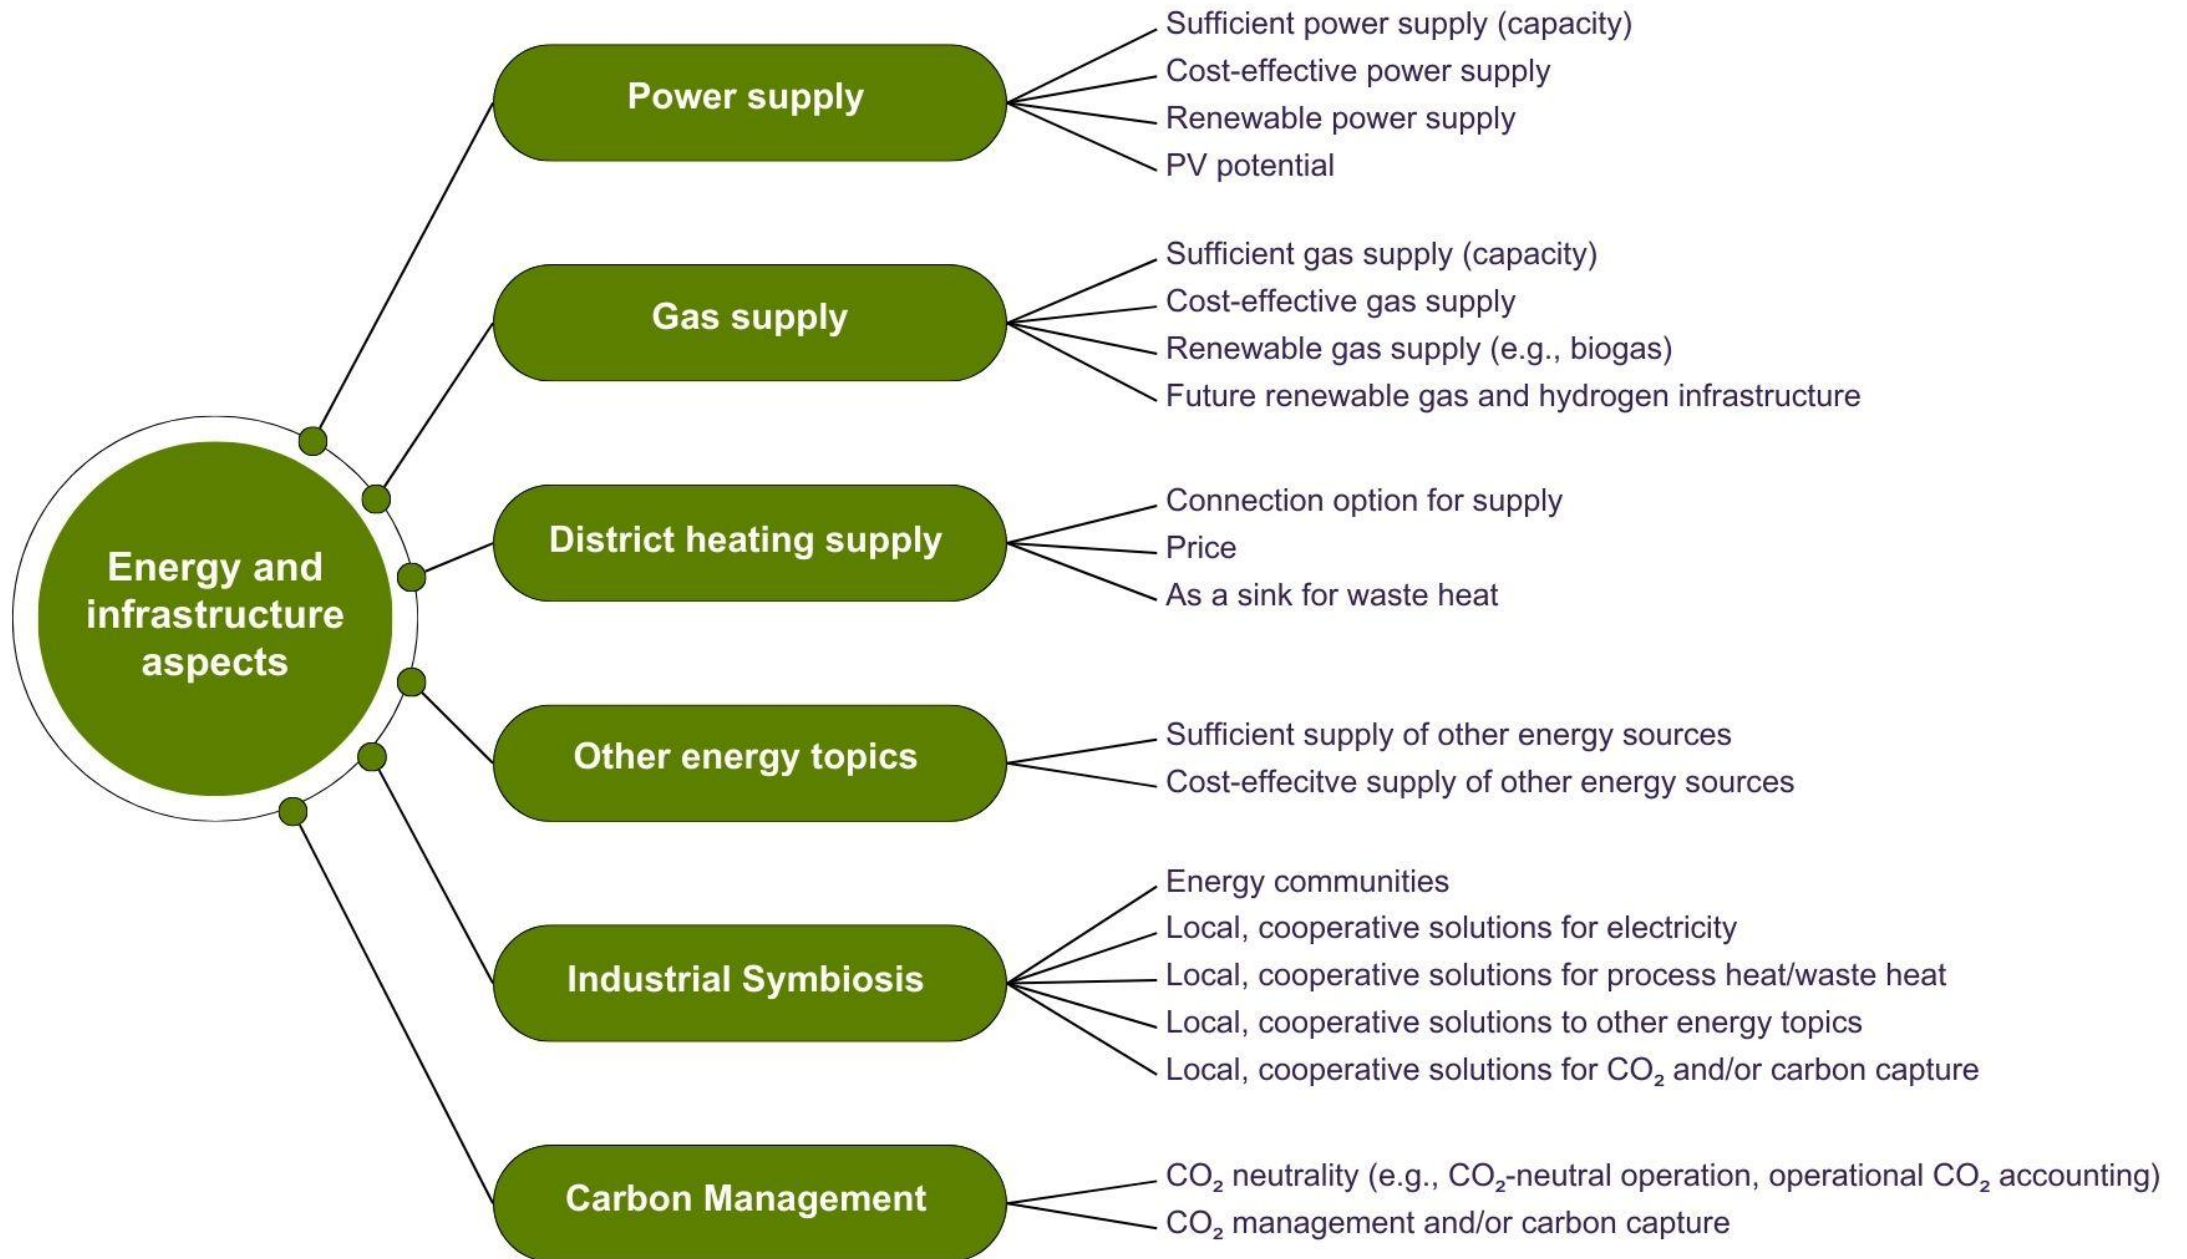 Energy and
infrastructure
aspects
Power supply
Sufficient power supply (capacity)
Cost-effective power supply
Renewable power supply
PV potential
Gas supply
Sufficient gas supply (capacity)
Cost-effective gas supply
Renewable gas supply (e.g., biogas)
Future renewable gas and hydrogen infrastructure
District heating supply
Connection option for supply
Price
As a sink for waste heat
Other energy topics
Sufficient supply of other energy sources
Cost-effecitve supply of other energy sources
Industrial Symbiosis
Energy communities
Local, cooperative solutions for electricity
Local, cooperative solutions for process heat/waste heat
Local, cooperative solutions to other energy topics
Local, cooperative solutions for CO₂ and/or carbon capture
Carbon Management
CO₂ neutrality (e.g., CO₂-neutral operation, operational CO₂ accounting)
CO₂ management and/or carbon capture